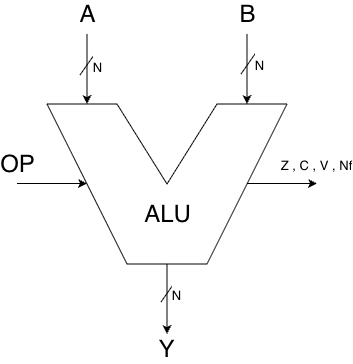 A B
N N
OP
Z , C , V , Nf
ALU
N
Y